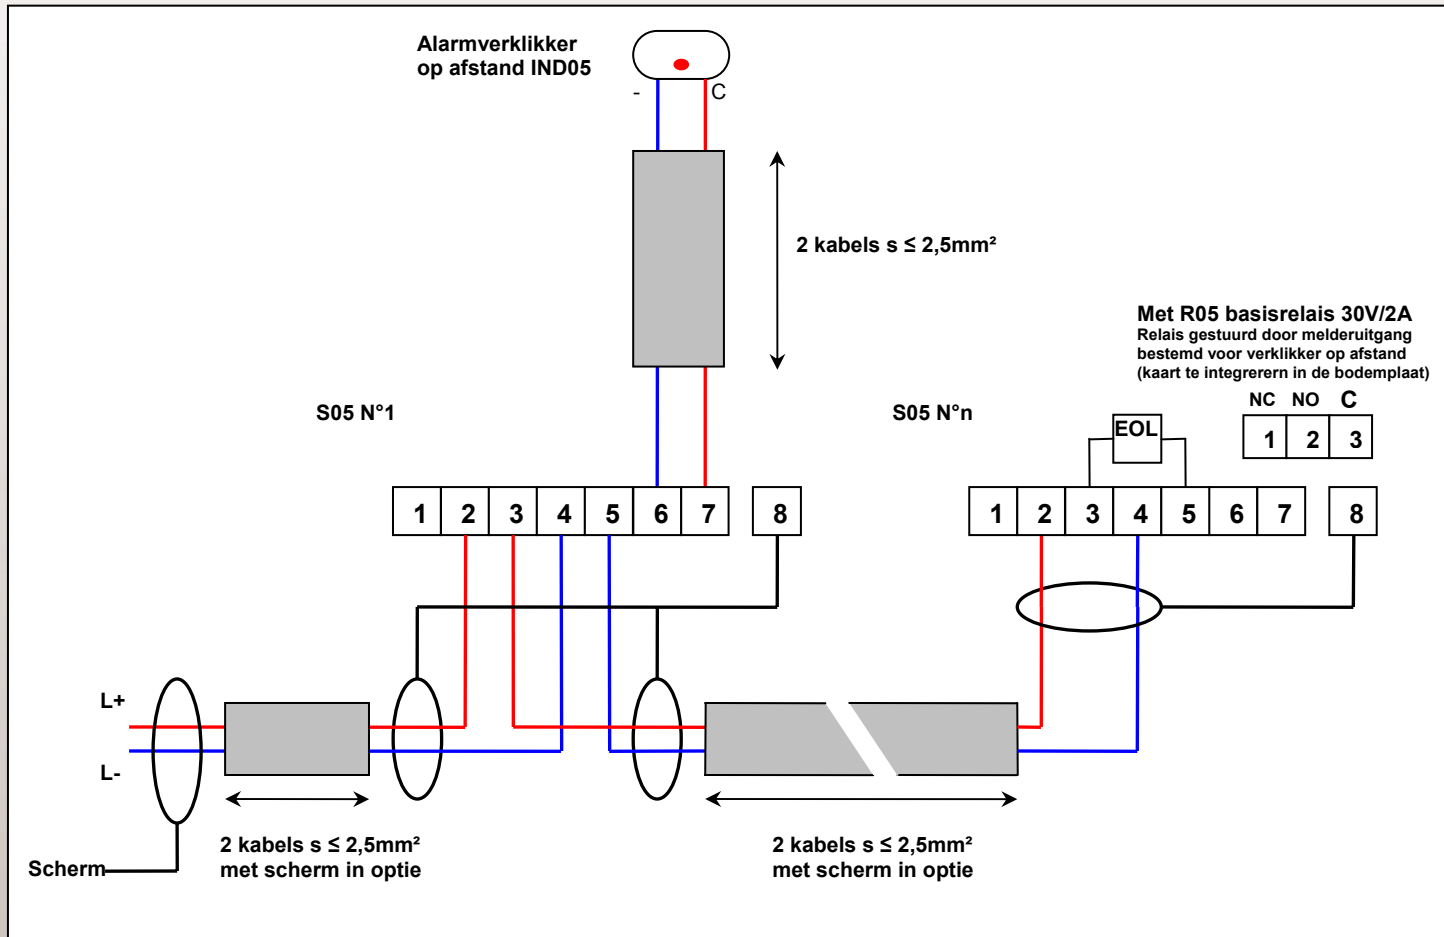 Alarmverklikker
op afstand IND05
- C
2 kabels s ≤ 2,5mm²
Met R05 basisrelais 30V/2A
Relais gestuurd door melderuitgang
bestemd voor verklikker op afstand
(kaart te integrerern in de bodemplaat)
NC NO C
1 2 3
S05 N°1
S05 N°n
EOL
1 2 3 4 5 6 7 8
1 2 3 4 5 6 7 8
L+
L-
Scherm
2 kabels s ≤ 2,5mm²
met scherm in optie
2 kabels s ≤ 2,5mm²
met scherm in optie